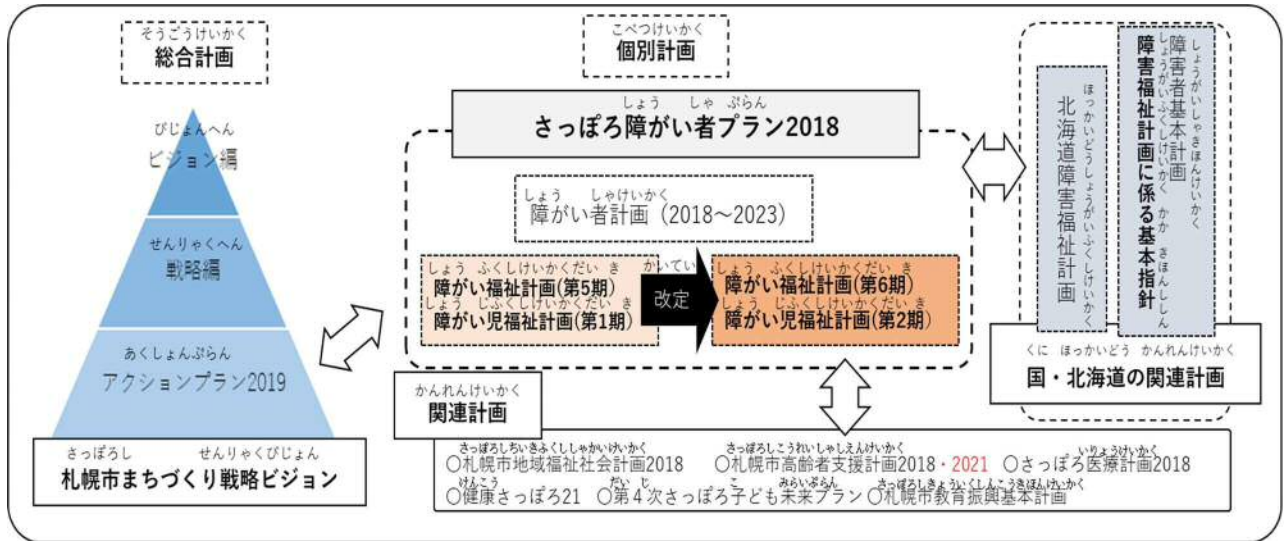 そうごうけいかく
総合計画
びじょんへん
ビジョン編
せんりゃくへん
戦略編
あくしょんぷらん
アクションプラン2019
さっぽろし せんりゃくびじょん
札幌市まちづくり戦略ビジョン
こべつけいかく
個別計画
しょう しゃ ぷらん
さっぽろ障がい者プラン2018
しょう しゃけいかく
障がい者計画（2018～2023）
しょう ふくしけいかくだい き
障がい福祉計画(第5期)
しょう じふくしけいかくだい き
障がい児福祉計画(第1期)
かいてい
改定
しょう ふくしけいかくだい き
障がい福祉計画(第6期)
しょう じふくしけいかくだい き
障がい児福祉計画(第2期)
かんれんけいかく
関連計画
さっぽろしちいきふくししゃかいけいかく さっぽろしこうれいしゃしえんけいかく いりょうけいかく
○札幌市地域福祉社会計画2018 ○札幌市高齢者支援計画2018・2021 ○さっぽろ医療計画2018
けんこう だい じ こ みらいぷらん さっぽろしきょういくしんこうきほんけいかく
○健康さっぽろ21 ○第４次さっぽろ子ども未来プラン ○札幌市教育振興基本計画
しょうがいしゃきほんけいかく
障害者基本計画
しょうがいふくしけいかく かか きほんししん
障害福祉計画に係る基本指針
ほっかいどうしょうがいふくしけいかく
北海道障害福祉計画
くに ほっかいどう かんれんけいかく
国・北海道の関連計画